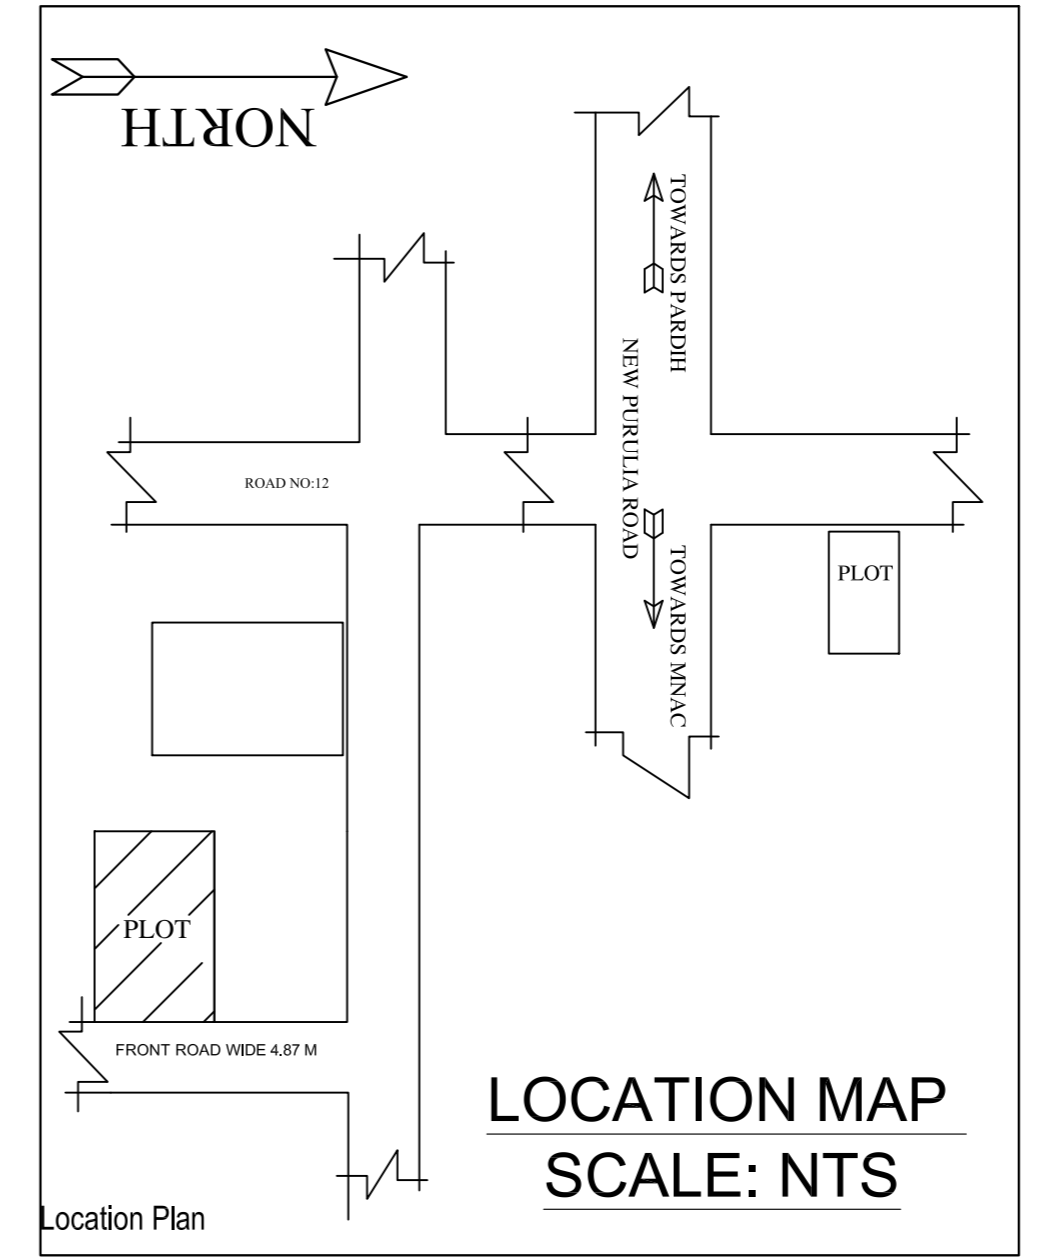 NORTH
TOWARDS PARDIH
NEW PURULIA ROAD
ROAD NO:12
TOWARDS MNAC
PLOT
PLOT
FRONT ROAD WIDE 4.87 M
LOCATION MAP
SCALE: NTS
Location Plan